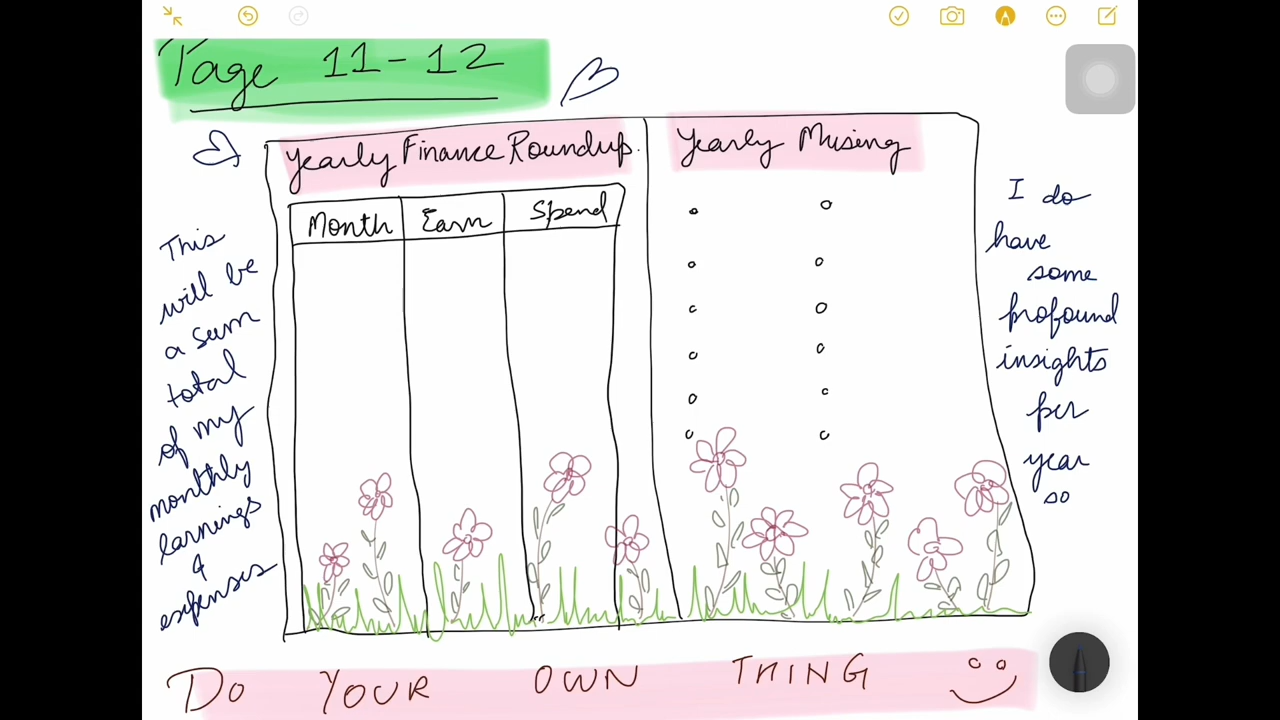 Page 11-12
Yearly Finance Roundup.
Yearly Musing
Month Earn Spend
This
will be
a sum
total
of my
monthly
earnings
&
expenses
I do
have
some
profound
insights
per
year
so
DO YOUR OWN THING